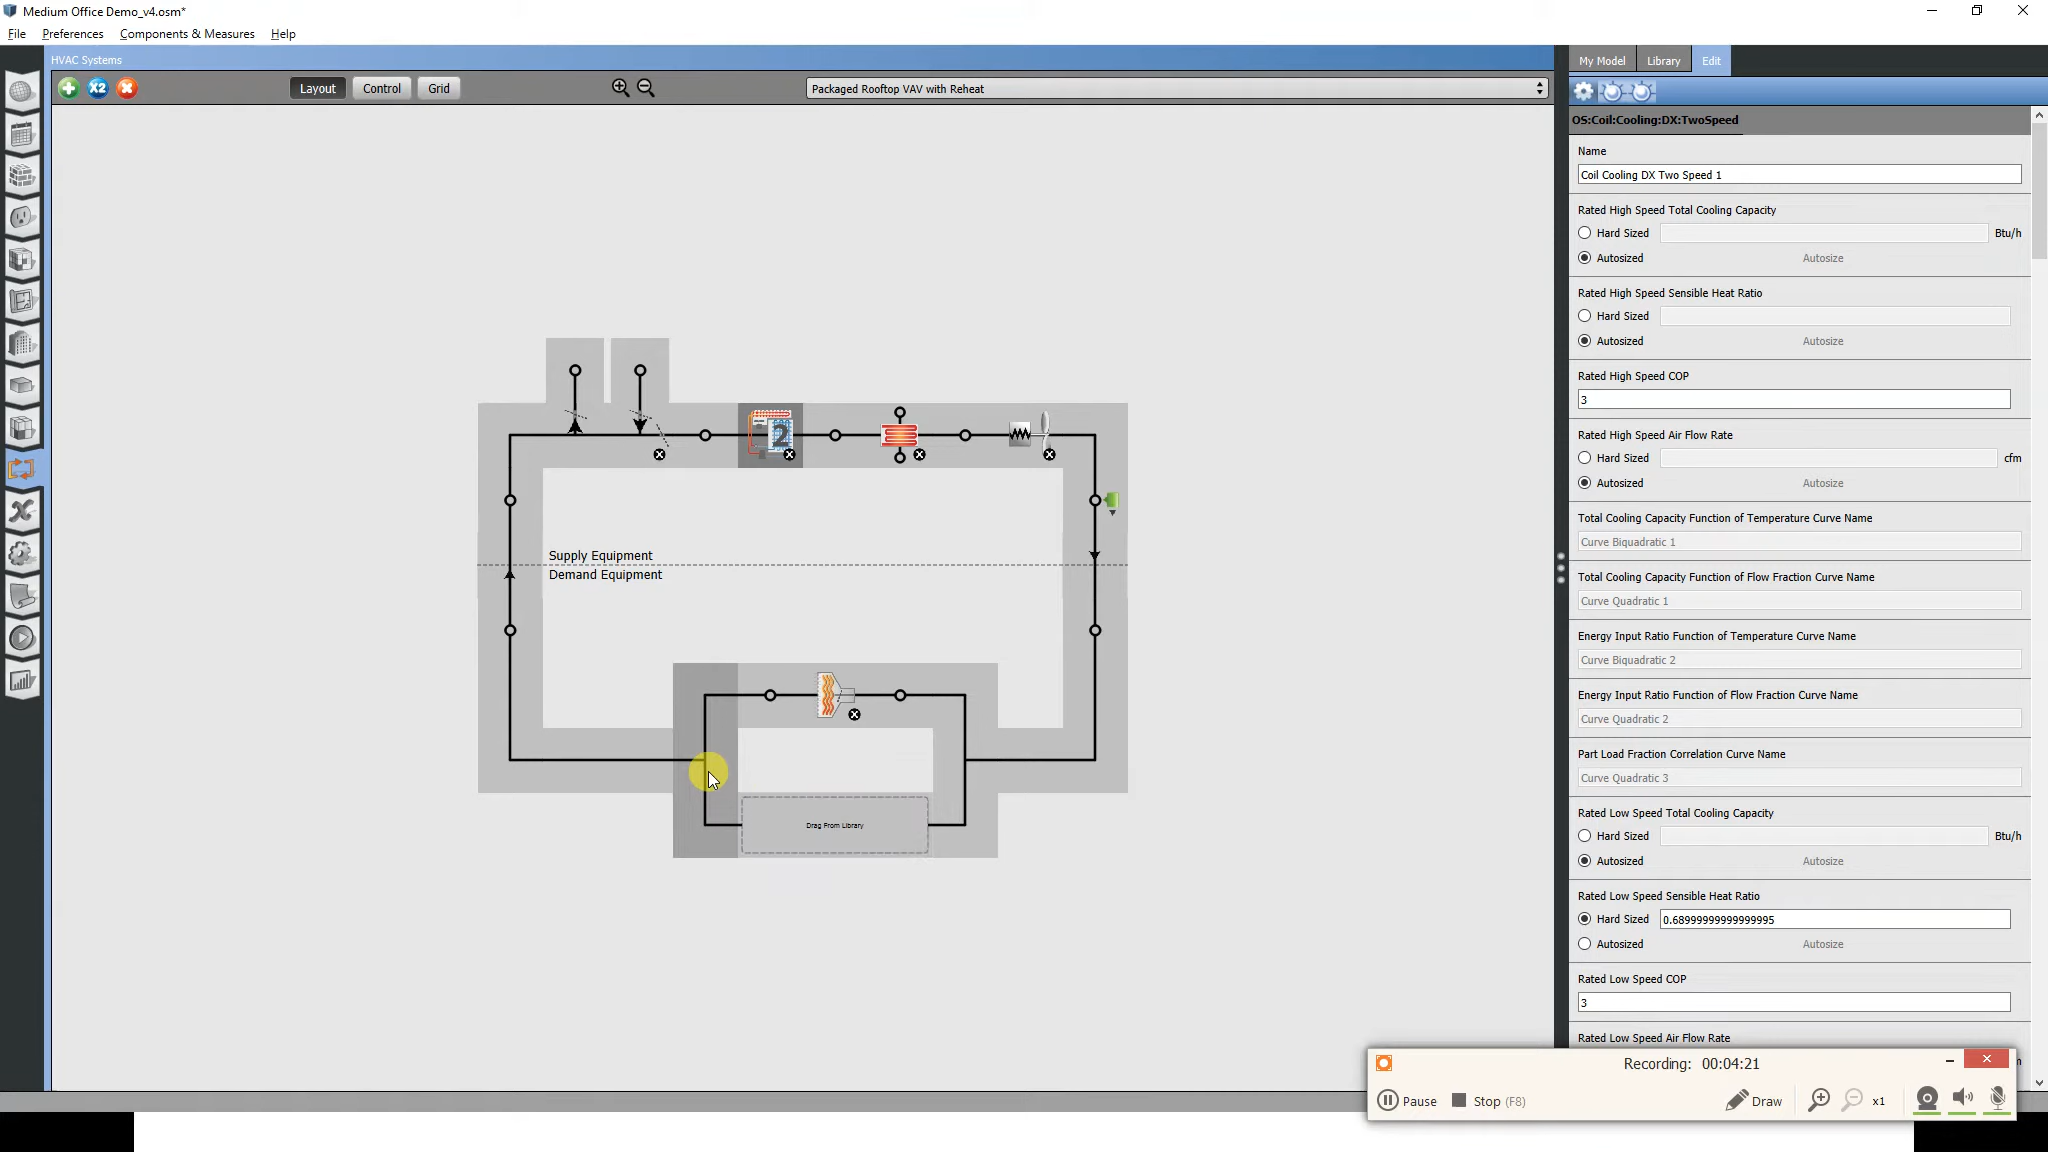 Medium Office Demo_v4.osm*
File Preferences Components & Measures Help
HVAC Systems
My Model Library Edit
X2
Layout Control Grid
Packaged Rooftop VAV with Reheat
OS:Coil:Cooling:DX:TwoSpeed
Name
Coil Cooling DX Two Speed 1
Rated High Speed Total Cooling Capacity
Hard Sized Btu/h
Autosized Autosize
Rated High Speed Sensible Heat Ratio
Hard Sized
Autosized Autosize
Rated High Speed COP
3
Rated High Speed Air Flow Rate
Hard Sized cfm
Autosized Autosize
Total Cooling Capacity Function of Temperature Curve Name
Curve Biquadratic 1
Total Cooling Capacity Function of Flow Fraction Curve Name
Curve Quadratic 1
Energy Input Ratio Function of Temperature Curve Name
Curve Biquadratic 2
Energy Input Ratio Function of Flow Fraction Curve Name
Curve Quadratic 2
Part Load Fraction Correlation Curve Name
Curve Quadratic 3
Rated Low Speed Total Cooling Capacity
Hard Sized Btu/h
Autosized Autosize
Rated Low Speed Sensible Heat Ratio
Hard Sized 0.68999999999999995
Autosized Autosize
Rated Low Speed COP
3
Rated Low Speed Air Flow Rate
2
Supply Equipment
Demand Equipment
Drag From Library
Recording: 00:04:21
Pause Stop (F8) Draw x1